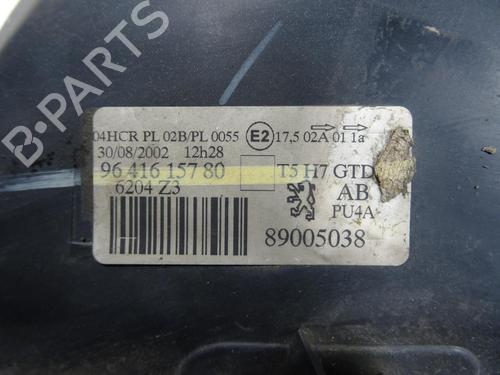 04HCR PL 02B/PL 0055 E2 17,5 02A 01 1a
30/08/2002 12h28
96 416 157 80 T5 H7 GTD
6204 Z3 AB
PU4A
89005038
B-PARTS